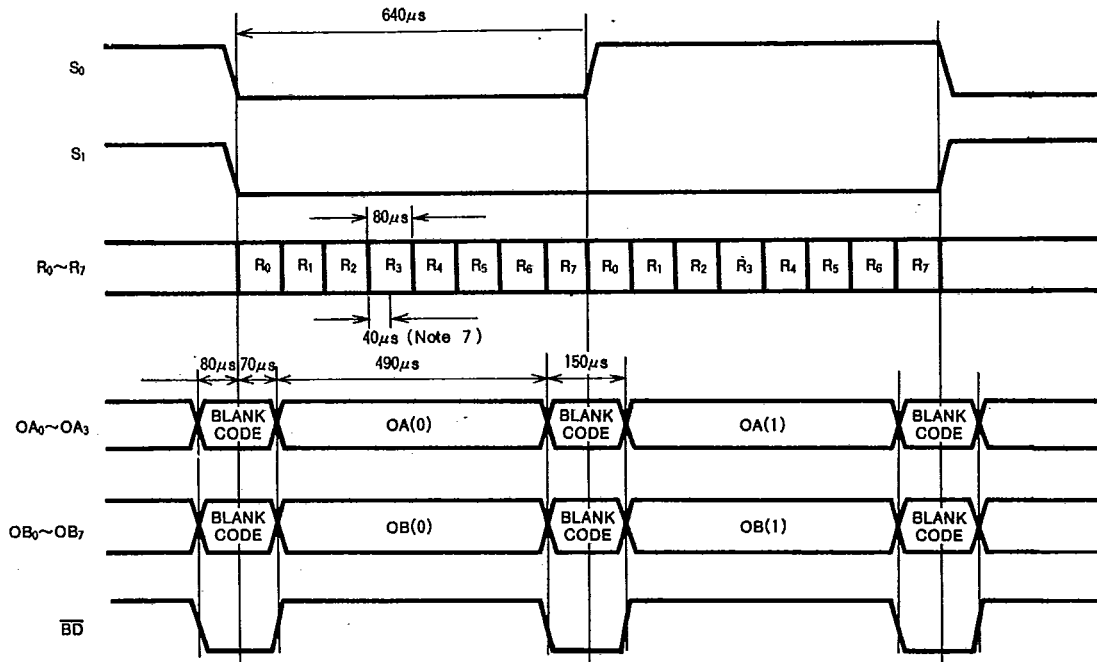 640μs
S₀
S₁
80μs
R₀~R₇ R₀ R₁ R₂ R₃ R₄ R₅ R₆ R₇ R₀ R₁ R₂ R₃ R₄ R₅ R₆ R₇
40μs (Note 7)
80μs 70μs 490μs 150μs
OA₀~OA₃ BLANK CODE OA(0) BLANK CODE OA(1) BLANK CODE
OB₀~OB₇ BLANK CODE OB(0) BLANK CODE OB(1) BLANK CODE
B̅D̅